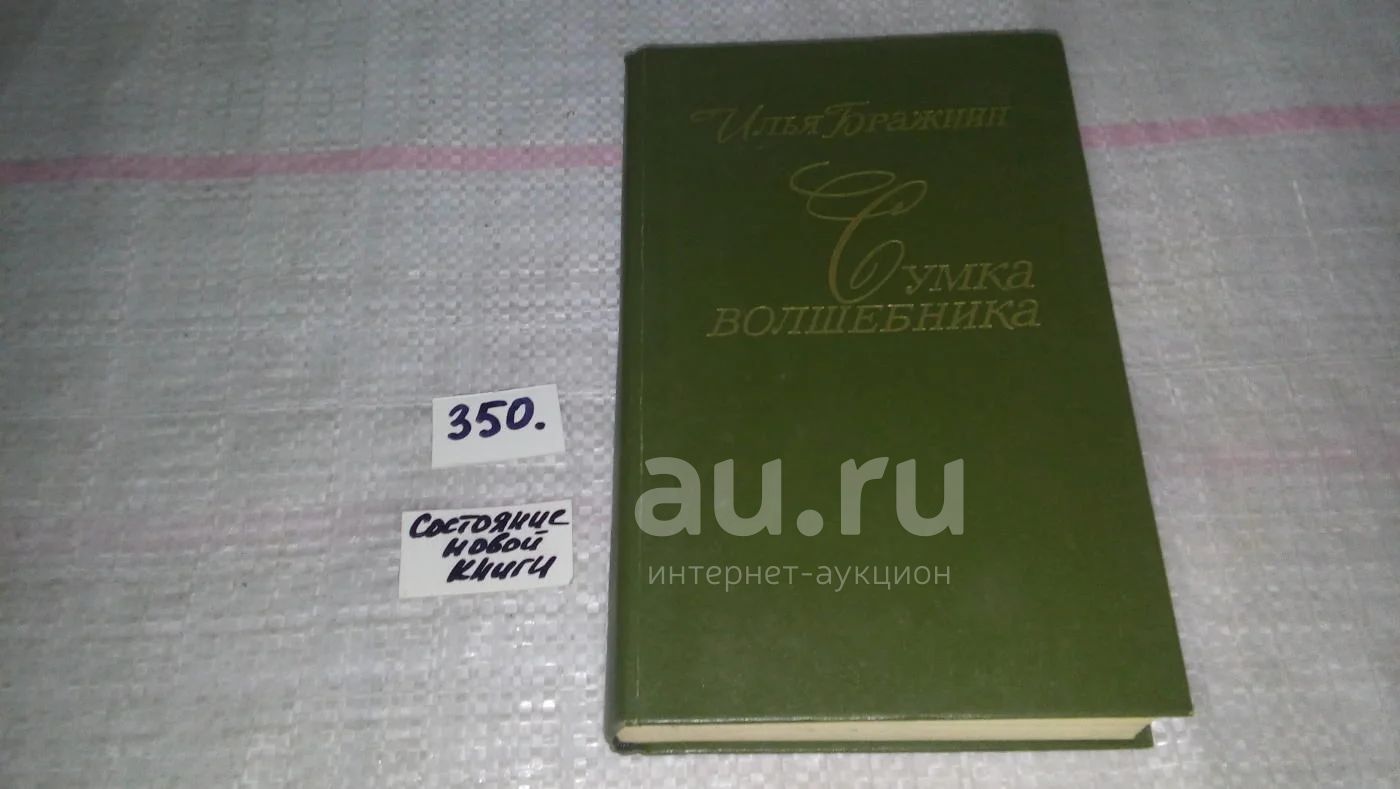 Илья Бражнин
Сумка
волшебника
350.
Состояние
новой
книги
au.ru
интернет-аукцион